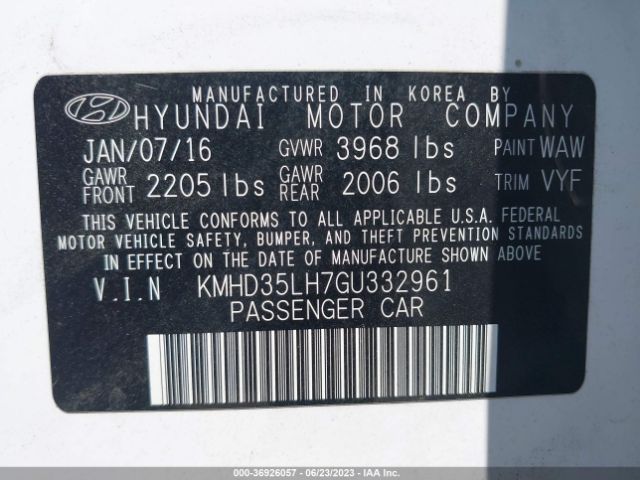 MANUFACTURED IN KOREA BY
HYUNDAI MOTOR COMPANY
JAN/07/16 GVWR 3968 lbs PAINT WAW
GAWR FRONT 2205 lbs GAWR REAR 2006 lbs TRIM VYF
THIS VEHICLE CONFORMS TO ALL APPLICABLE U.S.A. FEDERAL
MOTOR VEHICLE SAFETY, BUMPER, AND THEFT PREVENTION STANDARDS
IN EFFECT ON THE DATE OF MANUFACTURE SHOWN ABOVE
V.I.N KMHD35LH7GU332961
PASSENGER CAR
000-36926057 - 06/23/2023 - IAA Inc.